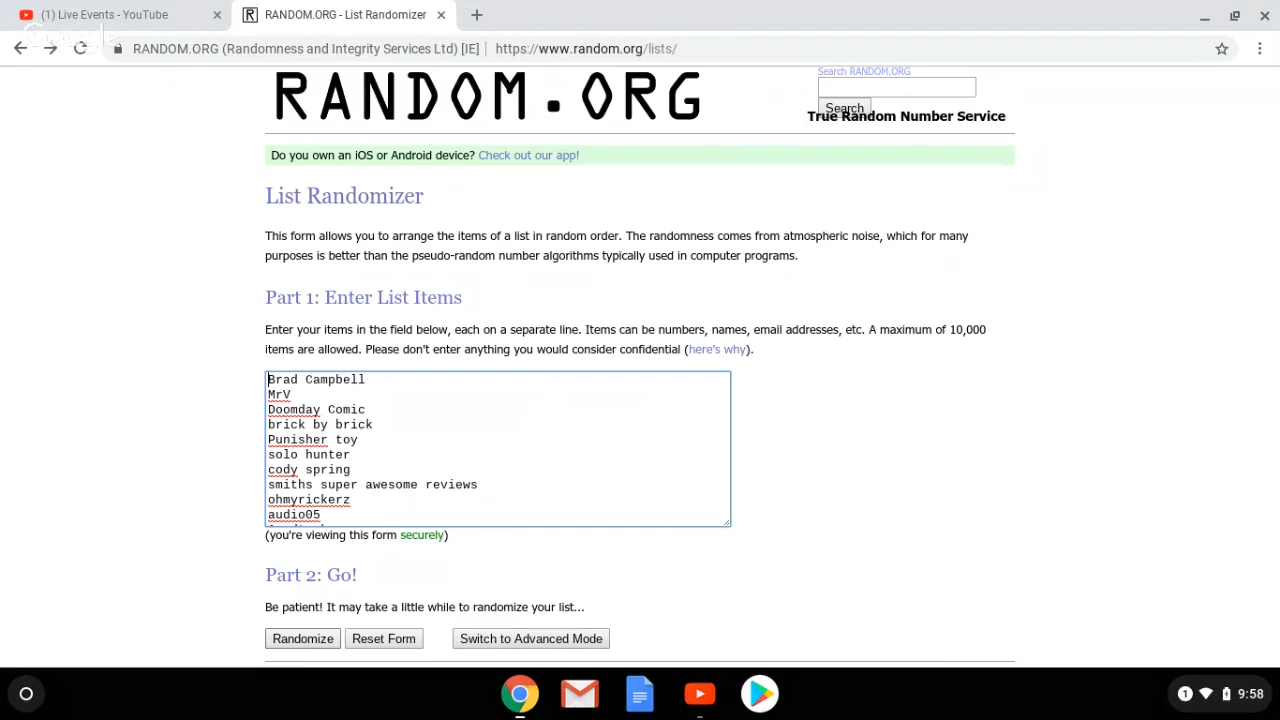 (1) Live Events - YouTube
RANDOM.ORG - List Randomizer
Google
RANDOM.ORG (Randomness and Integrity Services Ltd) [IE]
https://www.random.org/lists/
RANDOM.ORG
Search RANDOM.ORG
Search
True Random Number Service
Do you own an iOS or Android device? Check out our app!
List Randomizer
This form allows you to arrange the items of a list in random order. The randomness comes from atmospheric noise, which for many
purposes is better than the pseudo-random number algorithms typically used in computer programs.
Part 1: Enter List Items
Enter your items in the field below, each on a separate line. Items can be numbers, names, email addresses, etc. A maximum of 10,000
items are allowed. Please don't enter anything you would consider confidential (here's why).
Brad Campbell
MrV
Doomday Comic
brick by brick
Punisher toy
solo hunter
cody spring
smiths super awesome reviews
ohmyrickerz
audio05
(you're viewing this form securely)
Part 2: Go!
Be patient! It may take a little while to randomize your list...
Randomize
Reset Form
Switch to Advanced Mode
1
9:58